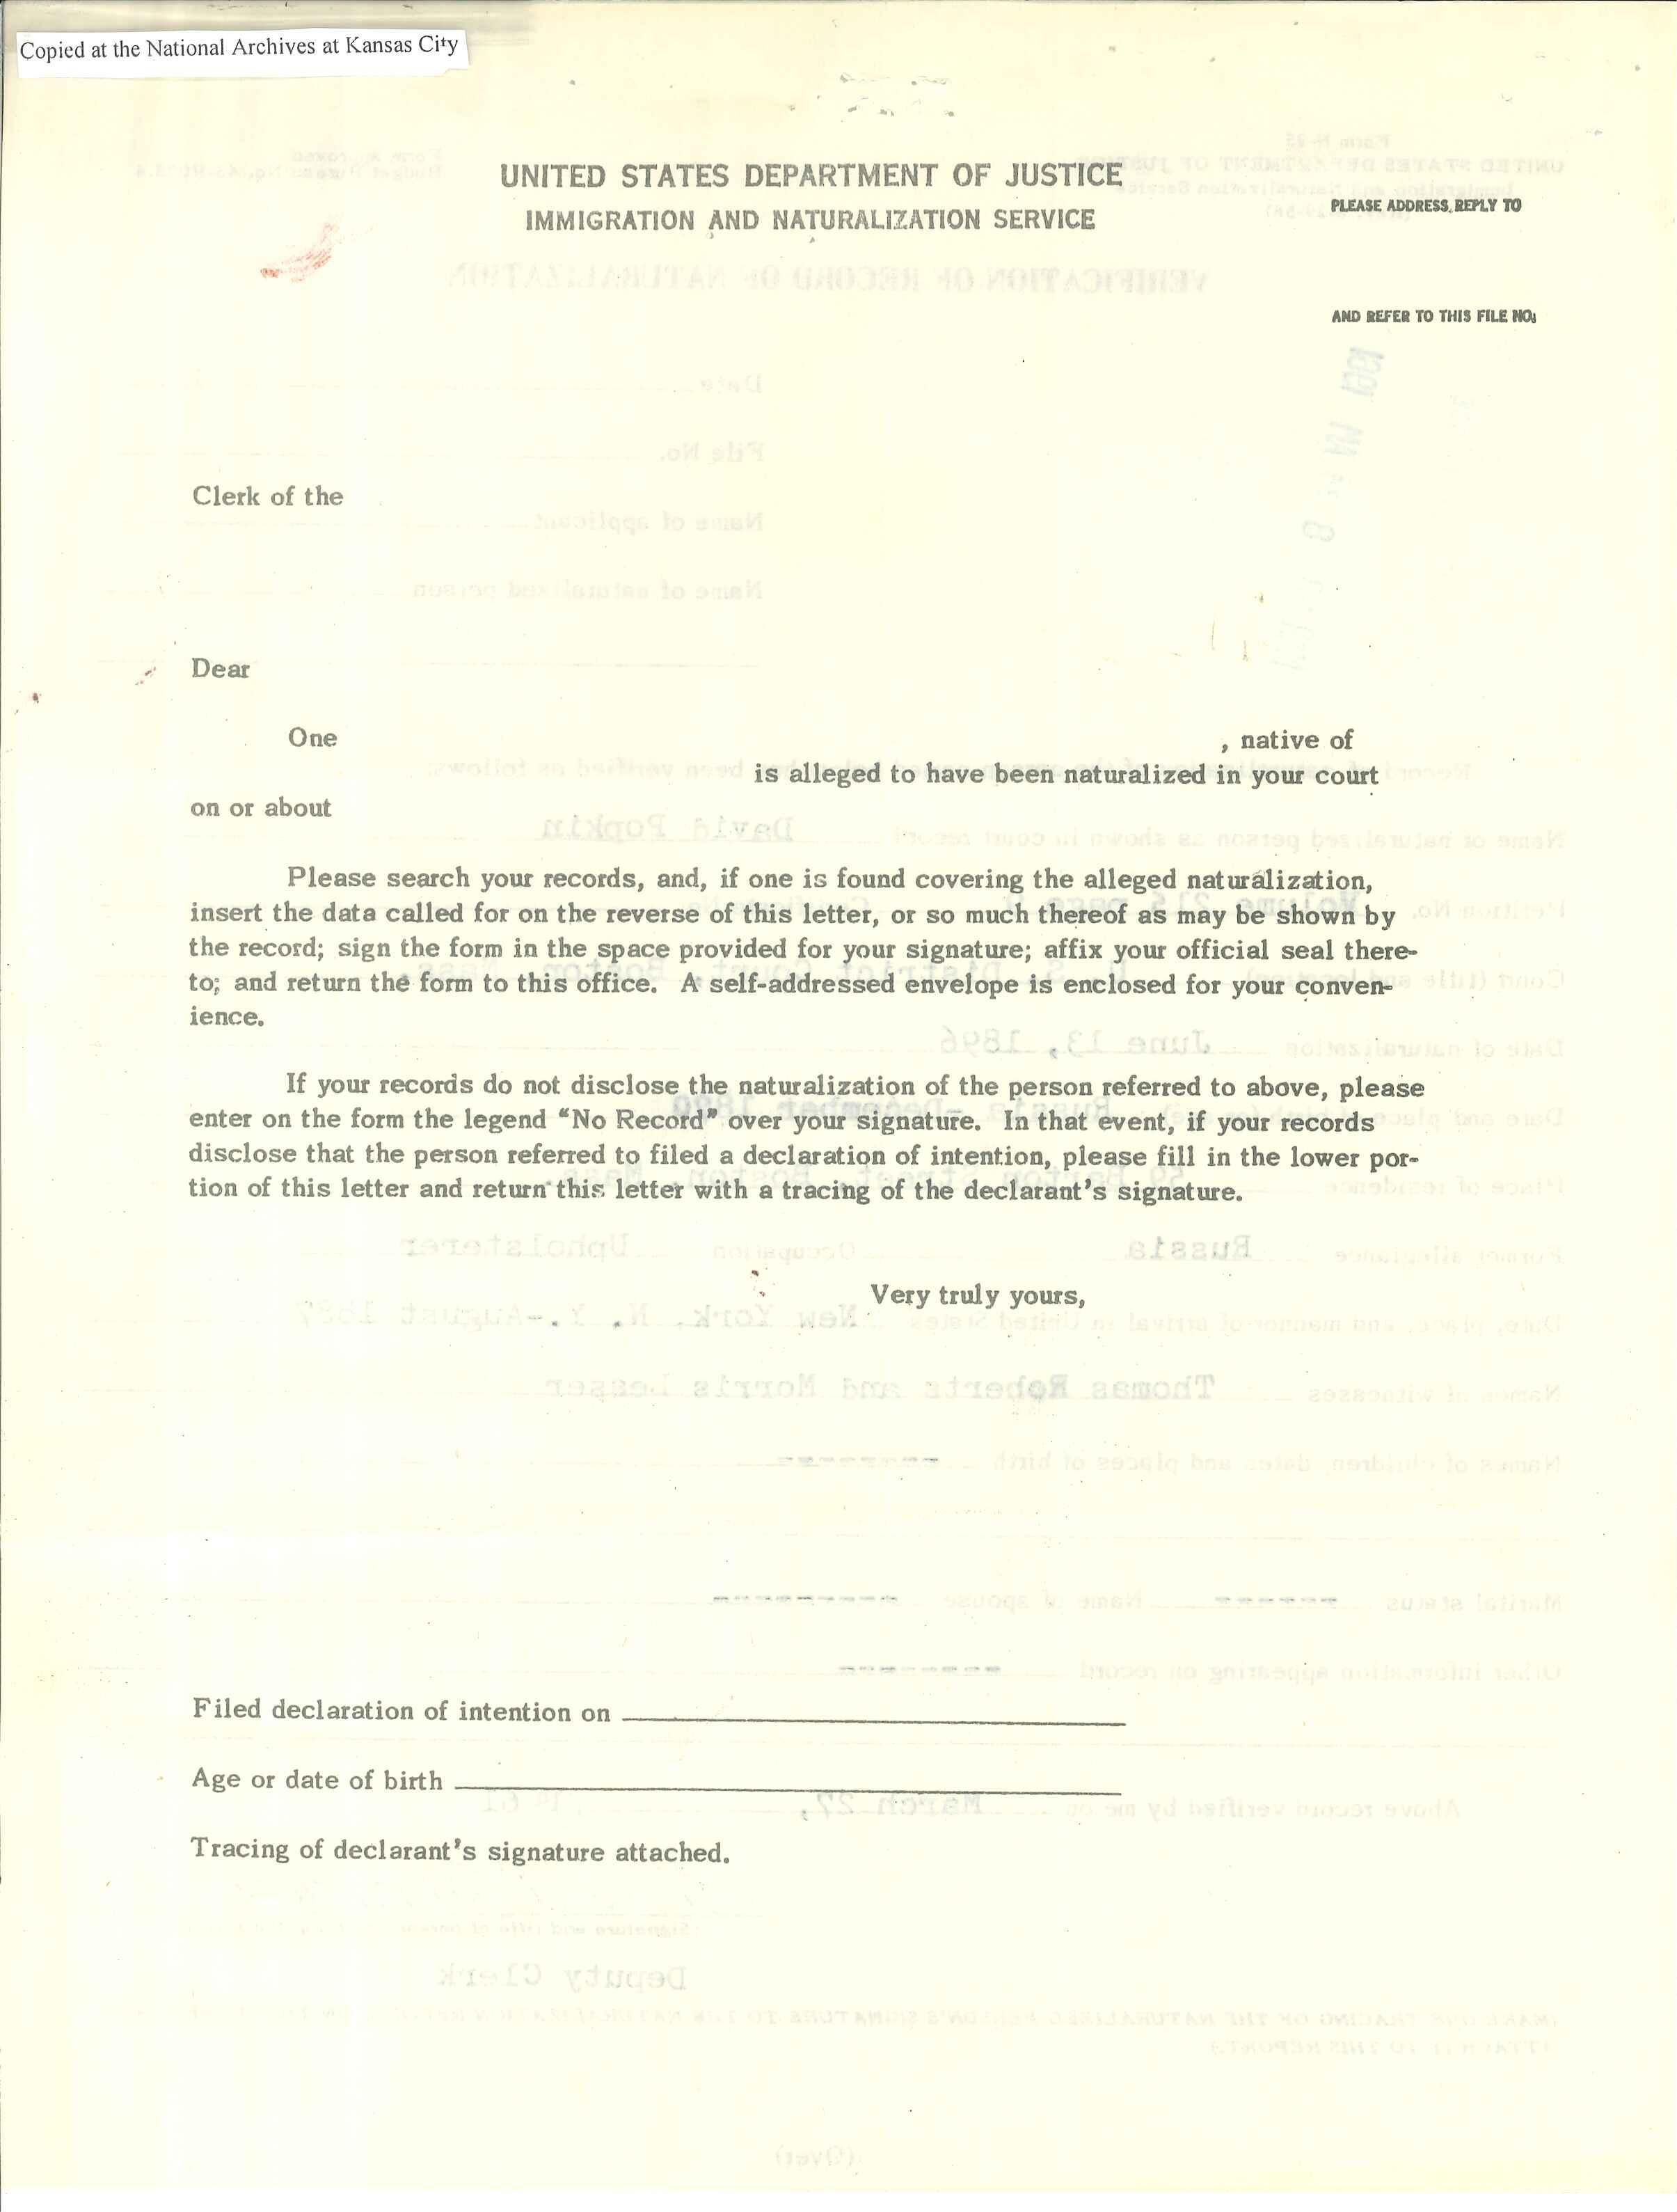 Copied at the National Archives at Kansas City
UNITED STATES DEPARTMENT OF JUSTICE
IMMIGRATION AND NATURALIZATION SERVICE
PLEASE ADDRESS REPLY TO
AND REFER TO THIS FILE NO.
Clerk of the
Dear
One , native of
is alleged to have been naturalized in your court
on or about
Please search your records, and, if one is found covering the alleged naturalization,
insert the data called for on the reverse of this letter, or so much thereof as may be shown by
the record; sign the form in the space provided for your signature; affix your official seal there-
to; and return the form to this office. A self-addressed envelope is enclosed for your conven-
ience.
If your records do not disclose the naturalization of the person referred to above, please
enter on the form the legend "No Record" over your signature. In that event, if your records
disclose that the person referred to filed a declaration of intention, please fill in the lower por-
tion of this letter and return this letter with a tracing of the declarant's signature.
Very truly yours,
Filed declaration of intention on
Age or date of birth
Tracing of declarant's signature attached.